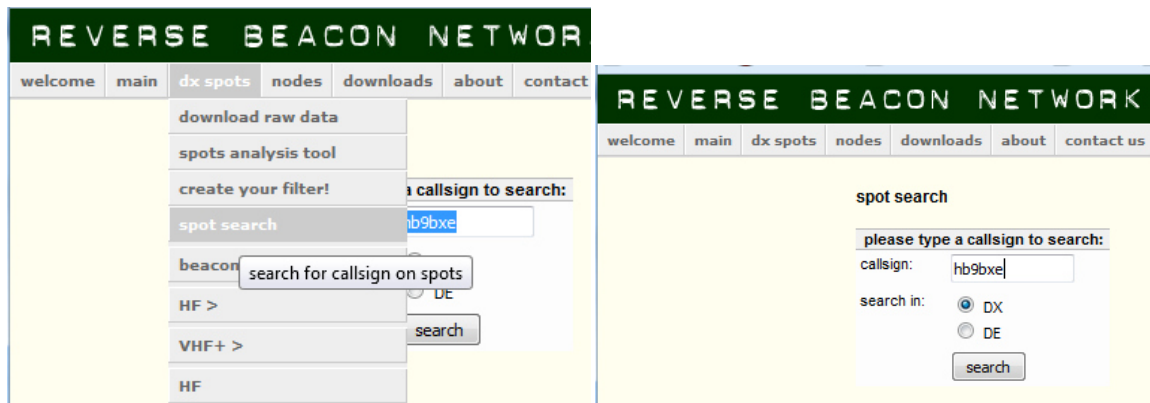 REVERSE BEACON NETWOR
welcome main dx spots nodes downloads about contact
download raw data
spots analysis tool
create your filter!
a callsign to search:
spot search
hb9bxe
beacon
search for callsign on spots
DE
HF >
search
VHF+ >
HF
REVERSE BEACON NETWORK
welcome main dx spots nodes downloads about contact us
spot search
please type a callsign to search:
callsign: hb9bxe
search in: DX
DE
search